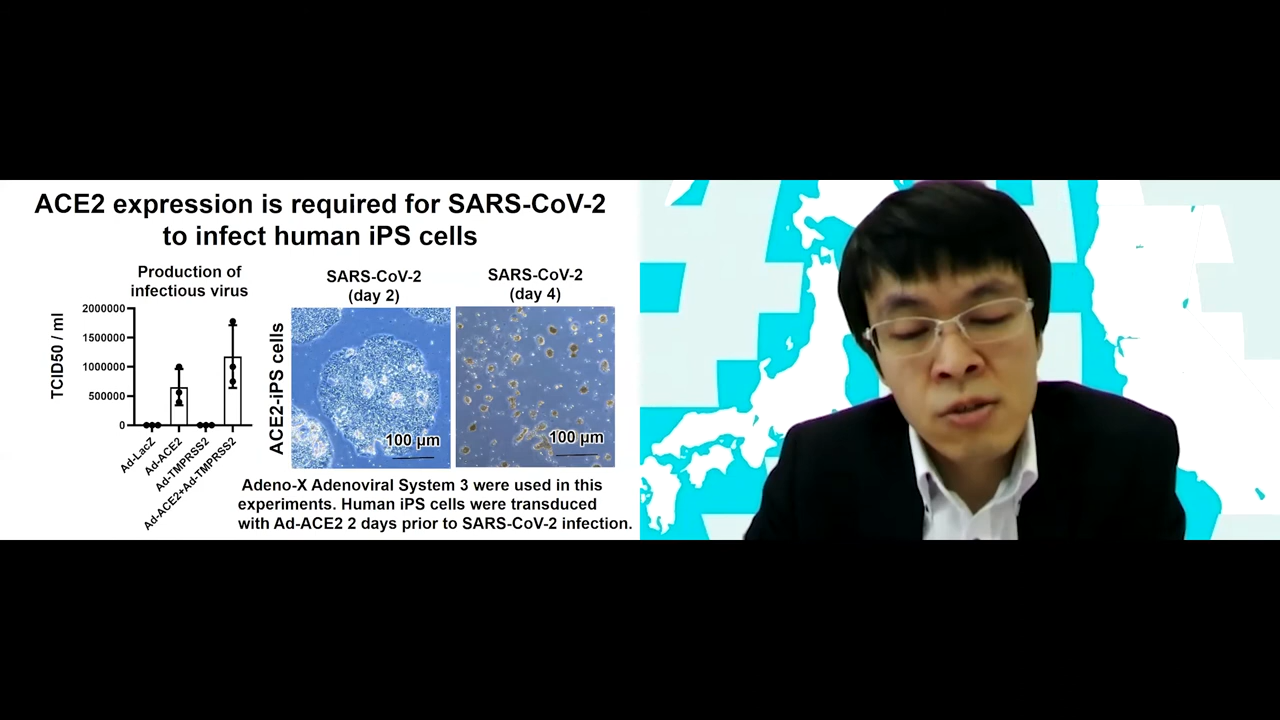 ACE2 expression is required for SARS-CoV-2
to infect human iPS cells
Production of
infectious virus
TCID50 / ml
2000000
1500000
1000000
500000
0
Ad-LacZ
Ad-ACE2
Ad-TMPRSS2
Ad-ACE2+Ad-TMPRSS2
SARS-CoV-2
(day 2)
SARS-CoV-2
(day 4)
ACE2-iPS cells
100 µm
100 µm
Adeno-X Adenoviral System 3 were used in this
experiments. Human iPS cells were transduced
with Ad-ACE2 2 days prior to SARS-CoV-2 infection.